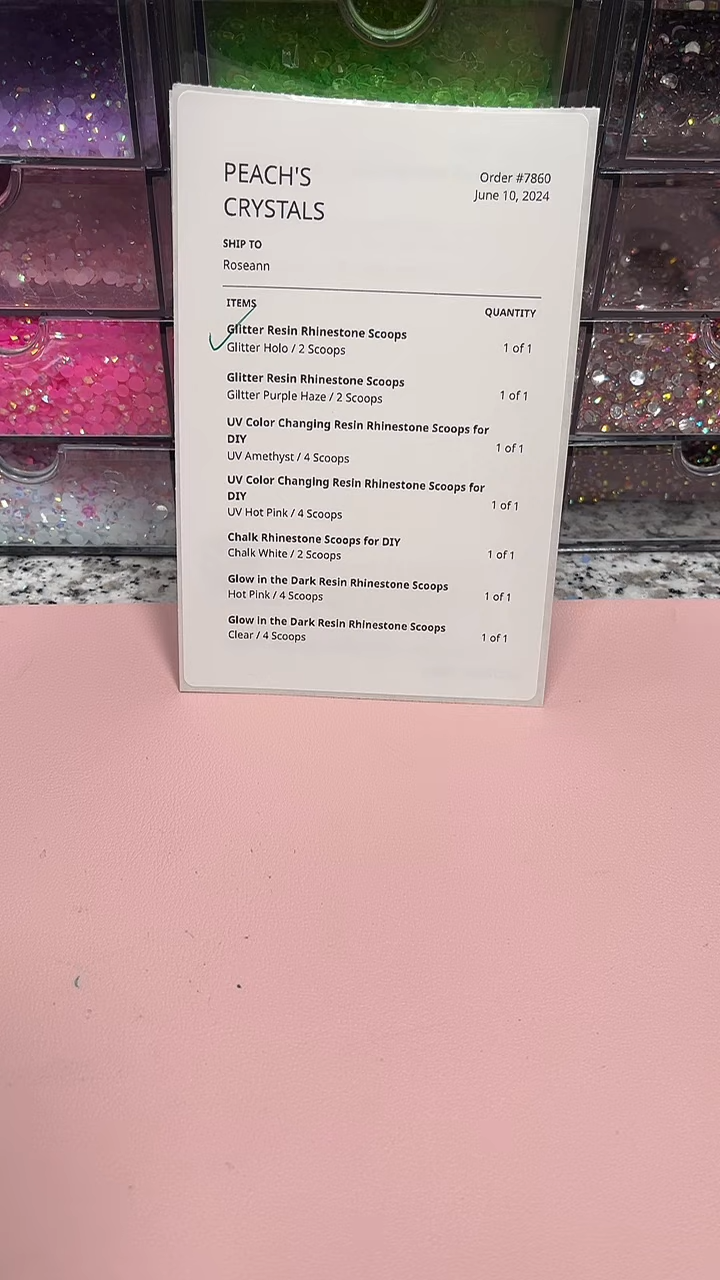 PEACH'S
CRYSTALS
Order #7860
June 10, 2024
SHIP TO
Roseann
ITEMS
QUANTITY
Glitter Resin Rhinestone Scoops
Glitter Holo / 2 Scoops
1 of 1
Glitter Resin Rhinestone Scoops
Giltter Purple Haze / 2 Scoops
1 of 1
UV Color Changing Resin Rhinestone Scoops for
DIY
UV Amethyst / 4 Scoops
1 of 1
UV Color Changing Resin Rhinestone Scoops for
DIY
UV Hot Pink / 4 Scoops
1 of 1
Chalk Rhinestone Scoops for DIY
Chalk White / 2 Scoops
1 of 1
Glow in the Dark Resin Rhinestone Scoops
Hot Pink / 4 Scoops
1 of 1
Glow in the Dark Resin Rhinestone Scoops
Clear / 4 Scoops
1 of 1